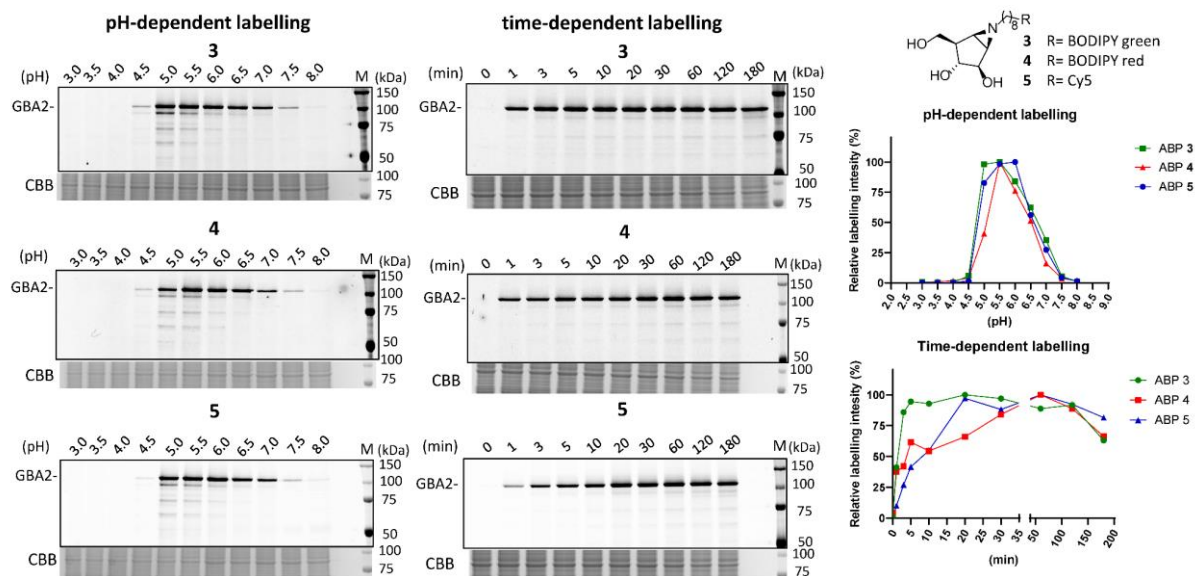 pH-dependent labelling
3
(pH) 3.0 3.5 4.0 4.5 5.0 5.5 6.0 6.5 7.0 7.5 8.0 M (kDa)
GBA2-
150
100
75
50
CBB
100
75
4
(pH) 3.0 3.5 4.0 4.5 5.0 5.5 6.0 6.5 7.0 7.5 8.0 M (kDa)
GBA2-
150
100
75
50
CBB
100
75
5
(pH) 3.0 3.5 4.0 4.5 5.0 5.5 6.0 6.5 7.0 7.5 8.0 M (kDa)
GBA2-
150
100
75
50
CBB
100
75
time-dependent labelling
3
(min) 0 1 3 5 10 20 30 60 120 180 M (kDa)
GBA2-
150
100
75
50
CBB
100
75
4
(min) 0 1 3 5 10 20 30 60 120 180 M (kDa)
GBA2-
150
100
75
50
CBB
100
75
5
(min) 0 1 3 5 10 20 30 60 120 180 M (kDa)
GBA2-
150
100
75
50
CBB
100
75
N ()8 R
HO
HO
OH
3 R= BODIPY green
4 R= BODIPY red
5 R= Cy5
pH-dependent labelling
Relative labelling intesity (%)
100
75
50
25
0
2.0 2.5 3.0 3.5 4.0 4.5 5.0 5.5 6.0 6.5 7.0 7.5 8.0 8.5 9.0
(pH)
ABP 3
ABP 4
ABP 5
Time-dependent labelling
Relative labelling intesity (%)
100
75
50
25
0
0 5 10 15 20 25 30 35 50 100 150 200
(min)
ABP 3
ABP 4
ABP 5